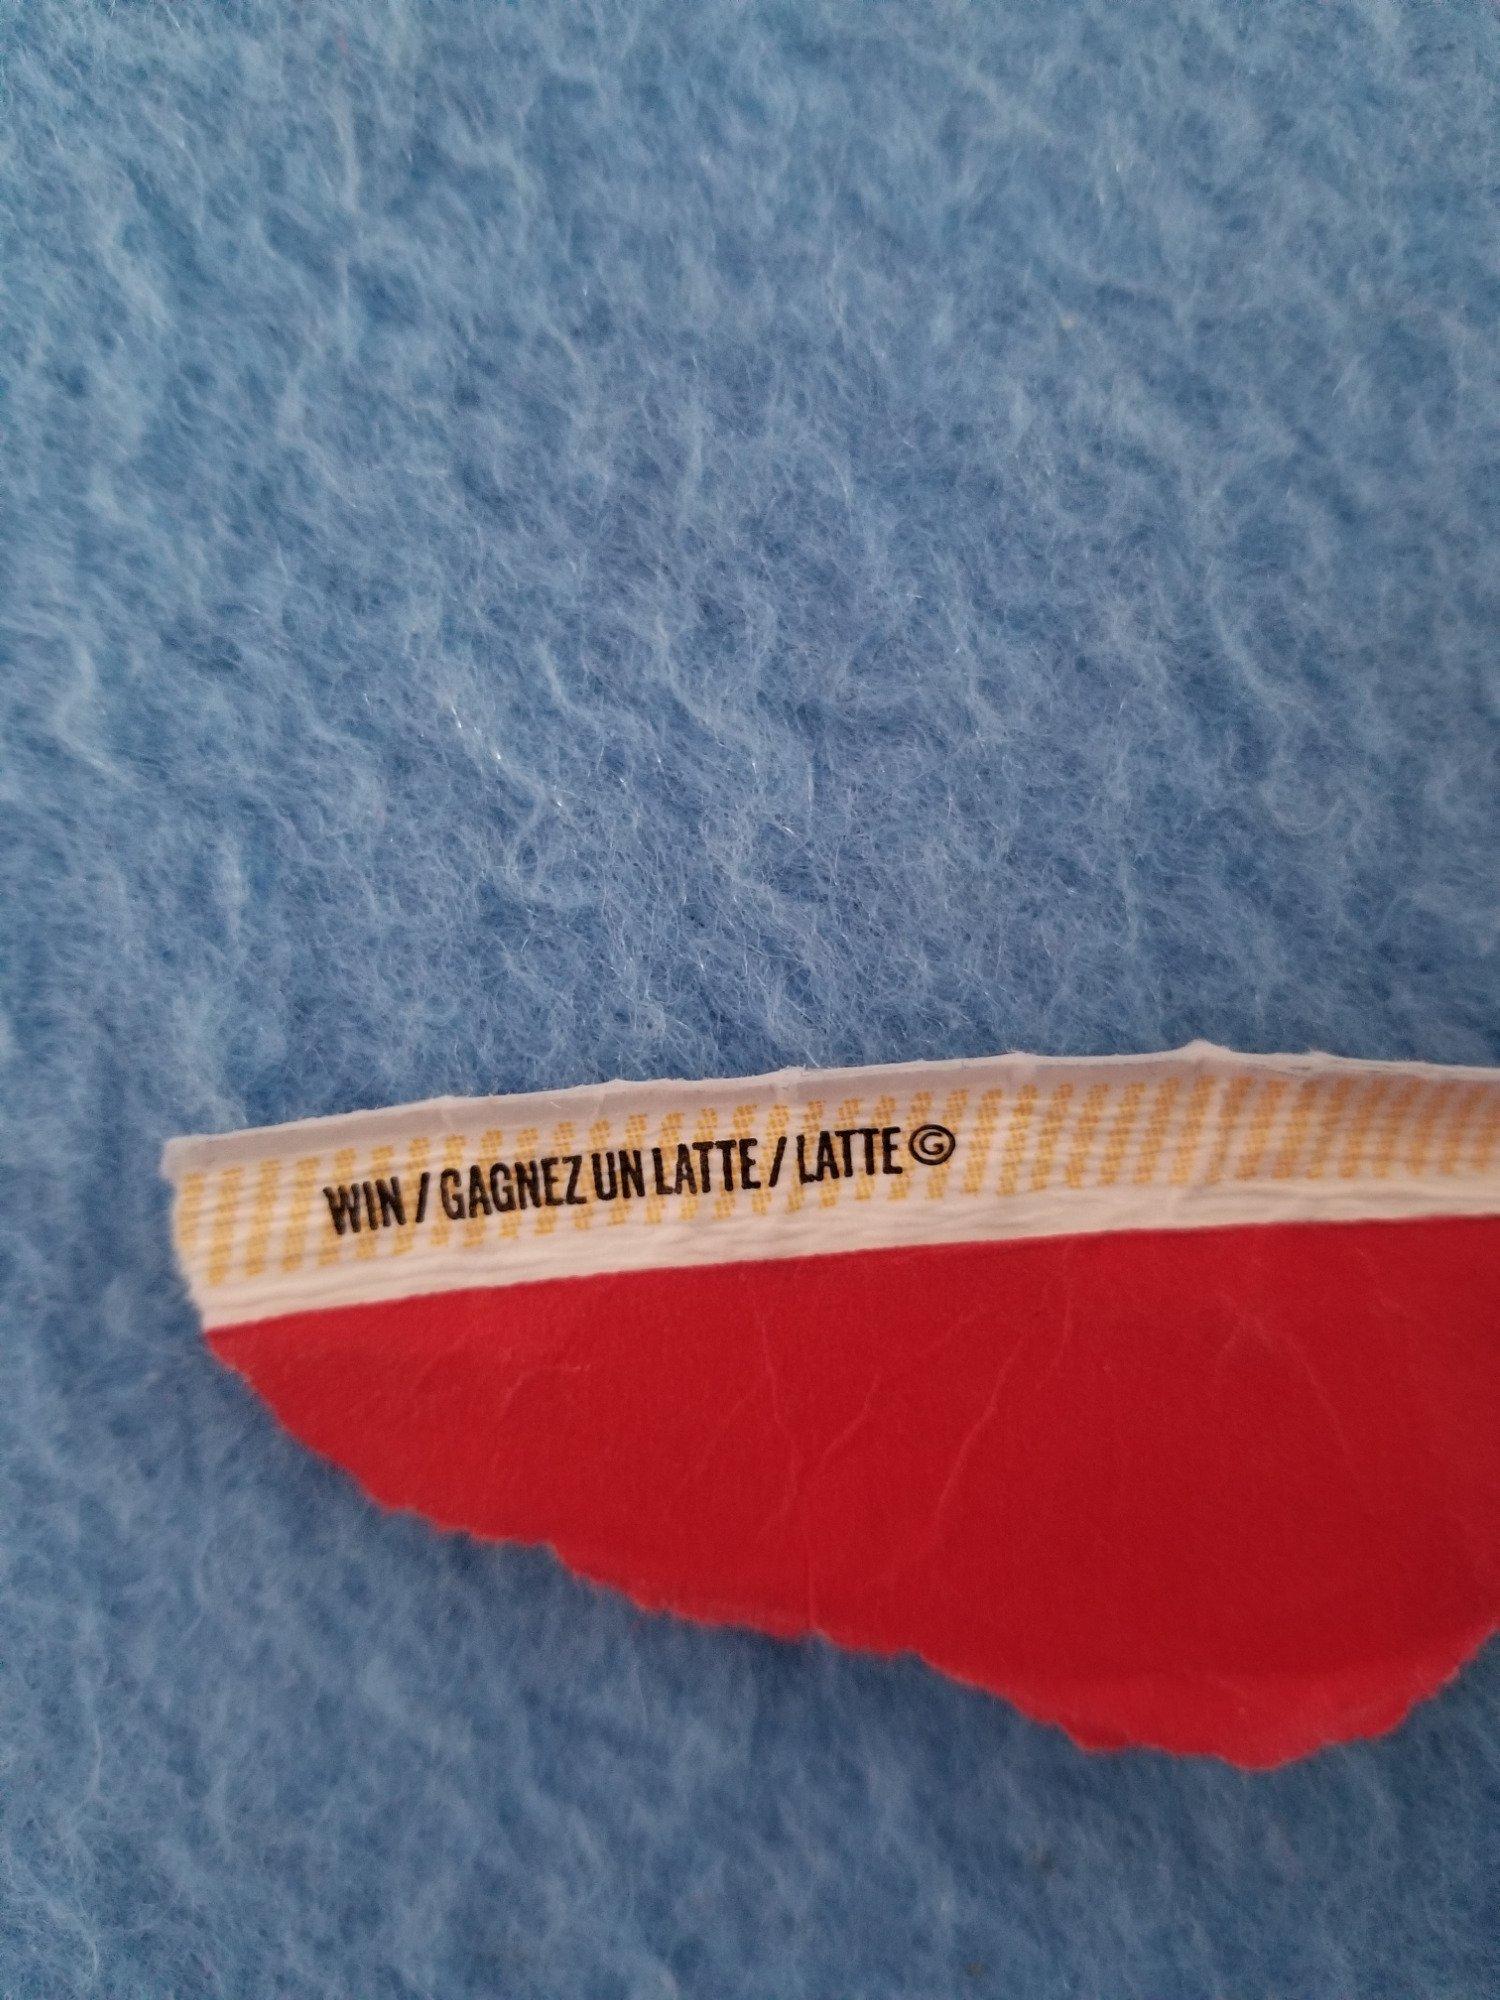 WIN / GAGNEZ UN LATTE / LATTE Ⓖ